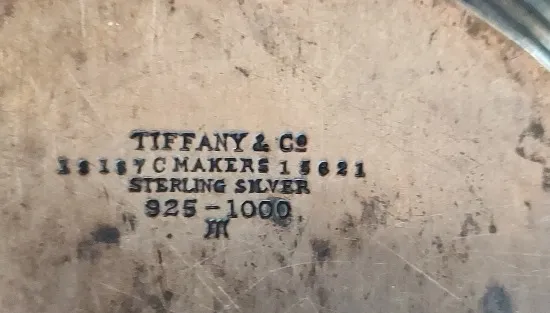 TIFFANY & Co
18187 C MAKERS 15621
STERLING SILVER
925-1000
M